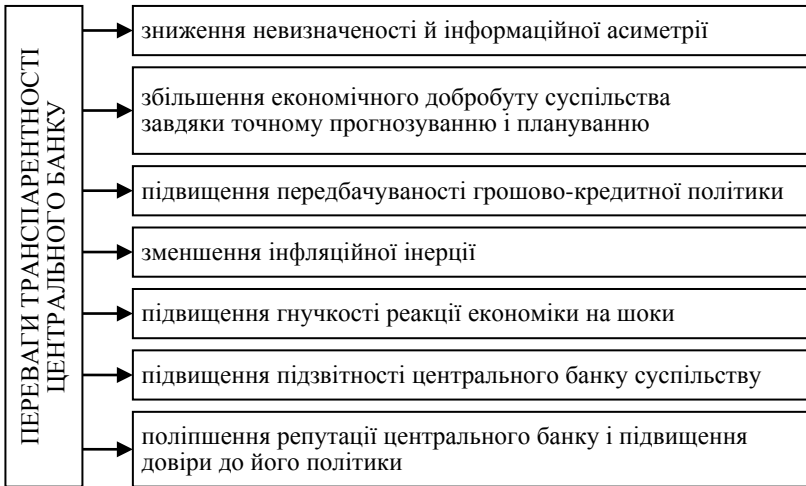 ПЕРЕВАГИ ТРАНСПАРЕНТНОСТІ
ЦЕНТРАЛЬНОГО БАНКУ
зниження невизначеності й інформаційної асиметрії
збільшення економічного добробуту суспільства
завдяки точному прогнозуванню і плануванню
підвищення передбачуваності грошово-кредитної політики
зменшення інфляційної інерції
підвищення гнучкості реакції економіки на шоки
підвищення підзвітності центрального банку суспільству
поліпшення репутації центрального банку і підвищення
довіри до його політики